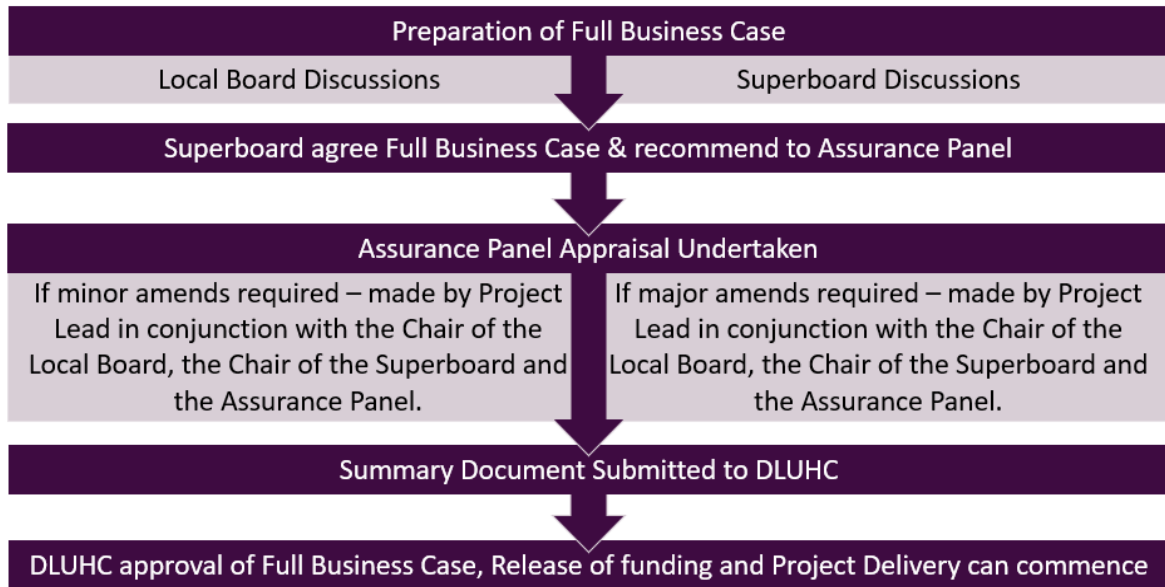 Preparation of Full Business Case
Local Board Discussions
Superboard Discussions
Superboard agree Full Business Case & recommend to Assurance Panel
Assurance Panel Appraisal Undertaken
If minor amends required – made by Project
Lead in conjunction with the Chair of the
Local Board, the Chair of the Superboard and
the Assurance Panel.
If major amends required – made by Project
Lead in conjunction with the Chair of the
Local Board, the Chair of the Superboard and
the Assurance Panel.
Summary Document Submitted to DLUHC
DLUHC approval of Full Business Case, Release of funding and Project Delivery can commence